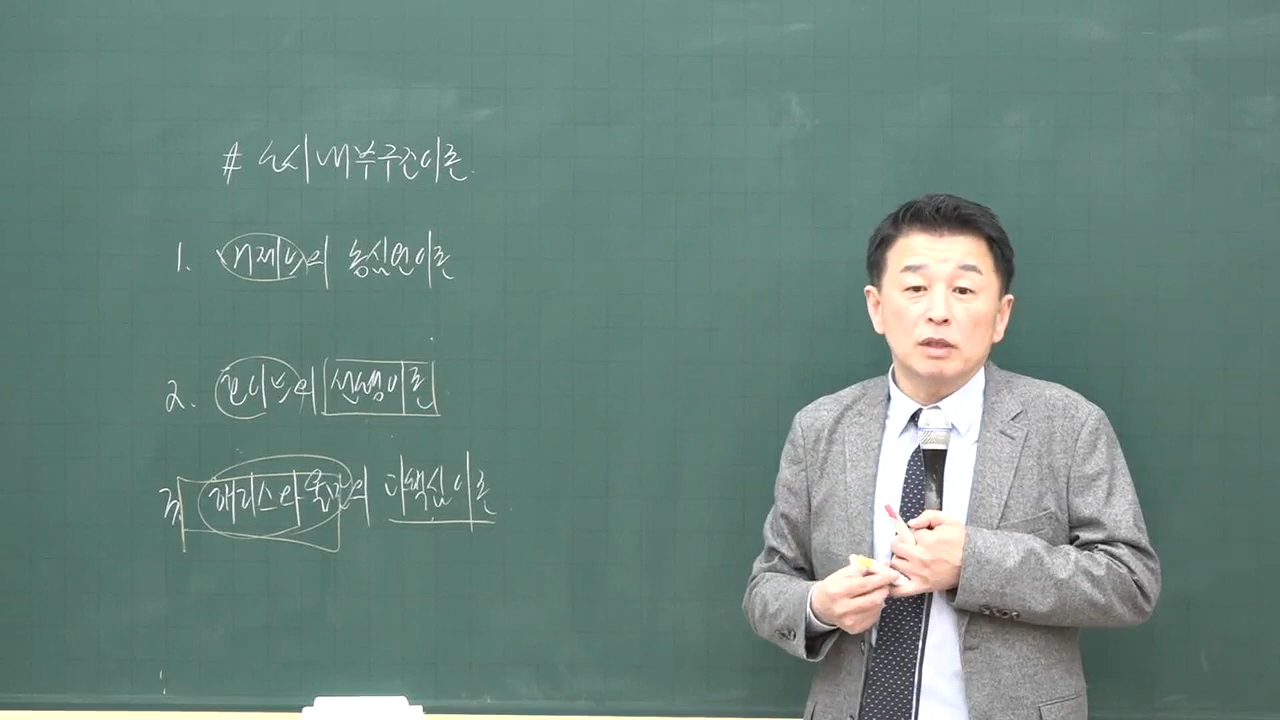 # 도시내부구조이론.
1. 버제스의 동심원이론
2. 호이트의 선형이론
3. 해리스와 울만의 다핵심이론